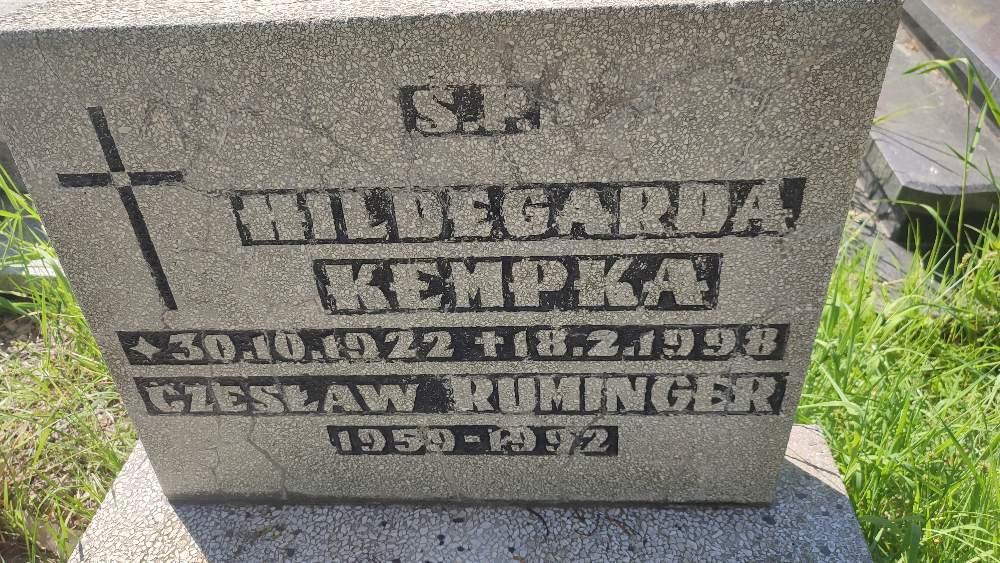 Ś.P.
HILDEGARDA
KEMPKA
30.10.1922 †18.2.1998
CZESŁAW RUMINGER
1959-1992